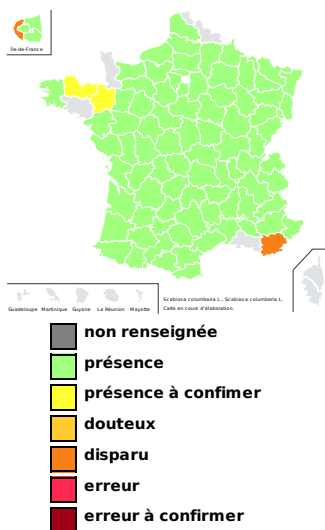 Île-de-France
Guadeloupe Martinique Guyane La Réunion Mayotte
Scabiosa columbaria L., Scabiosa columbaria L.
Carte en cours d'élaboration.
non renseignée
présence
présence à confimer
douteux
disparu
erreur
erreur à confirmer